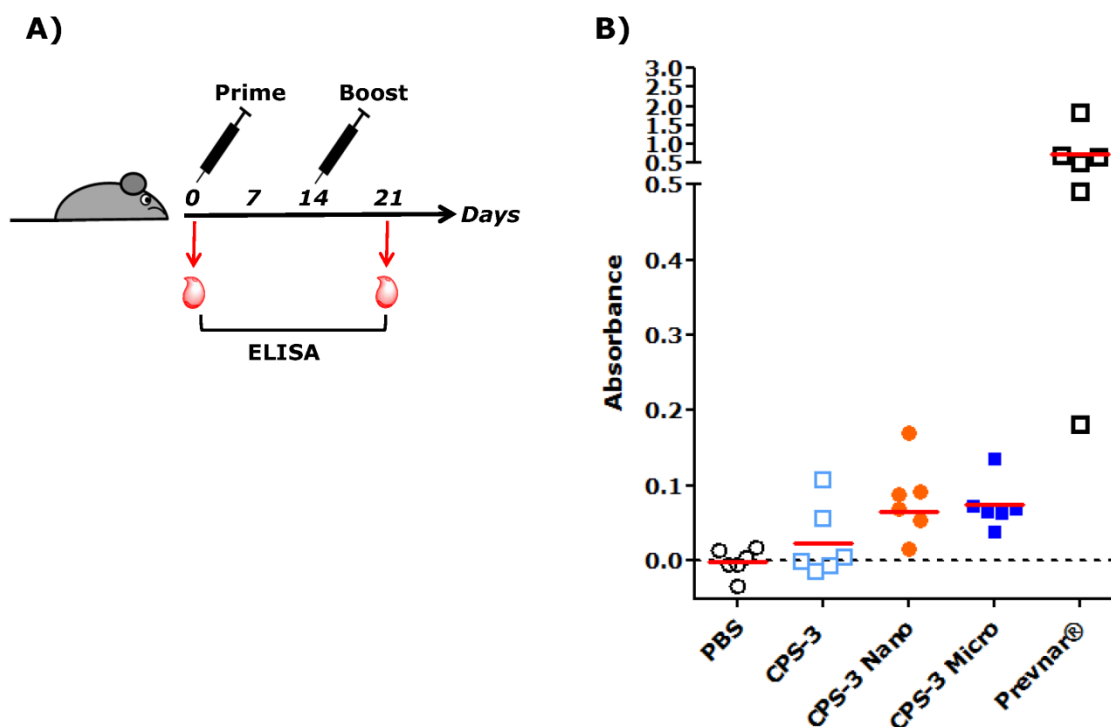 A)
Prime Boost
0 7 14 21
Days
ELISA
B)
Absorbance
3.0
2.5
2.0
1.5
1.0
0.5
0.5
0.4
0.3
0.2
0.1
0.0
PBS
CPS-3
CPS-3 Nano
CPS-3 Micro
Prevnar®